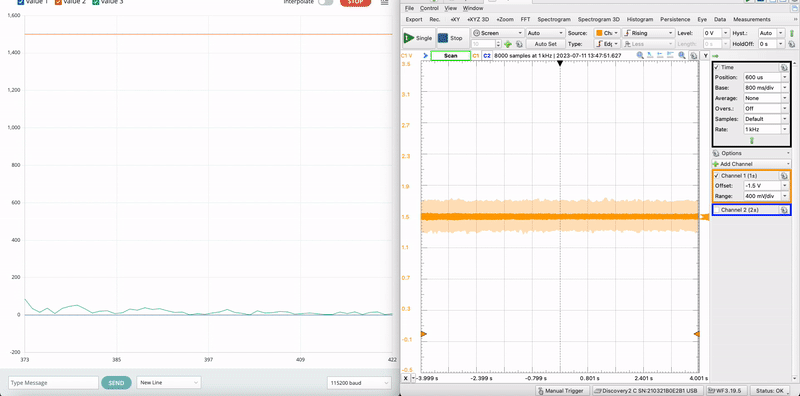 Value 1 Value 2 Value 3
Interpolate STOP
1,600
1,400
1,200
1,000
800
600
400
200
0
-200
373 385 397 409 422
Type Message SEND New Line 115200 baud
File Control View Window
Export Rec. +XY +XY 3D +Zoom FFT Spectrogram Spectrogram 3D Histogram Persistence Eye Data Measurements
Single Stop Screen Auto Source: Rising Level: 0 V Hyst.: Auto
Auto Set Type: Less Length: HoldOff: 0 s
C1 V Scan C1 C2 8000 samples at 1 kHz | 2023-07-11 13:47:51.627 Y
3.5
3.1
2.7
2.3
1.9
1.5
1.1
0.7
0.3
-0.1
-0.5
X -3.999 s -2.399 s -0.799 s 0.801 s 2.401 s 4.001 s
Time
Position: 600 us
Base: 800 ms/div
Average: None
Overs.: Off
Samples: Default
Rate: 1 kHz
Options
Add Channel
Channel 1 (1x)
Offset: -1.5 V
Range: 400 mV/div
Channel 2 (2x)
Manual Trigger Discovery2 C SN:210321B0E2B1 USB WF3.19.5 Status: OK